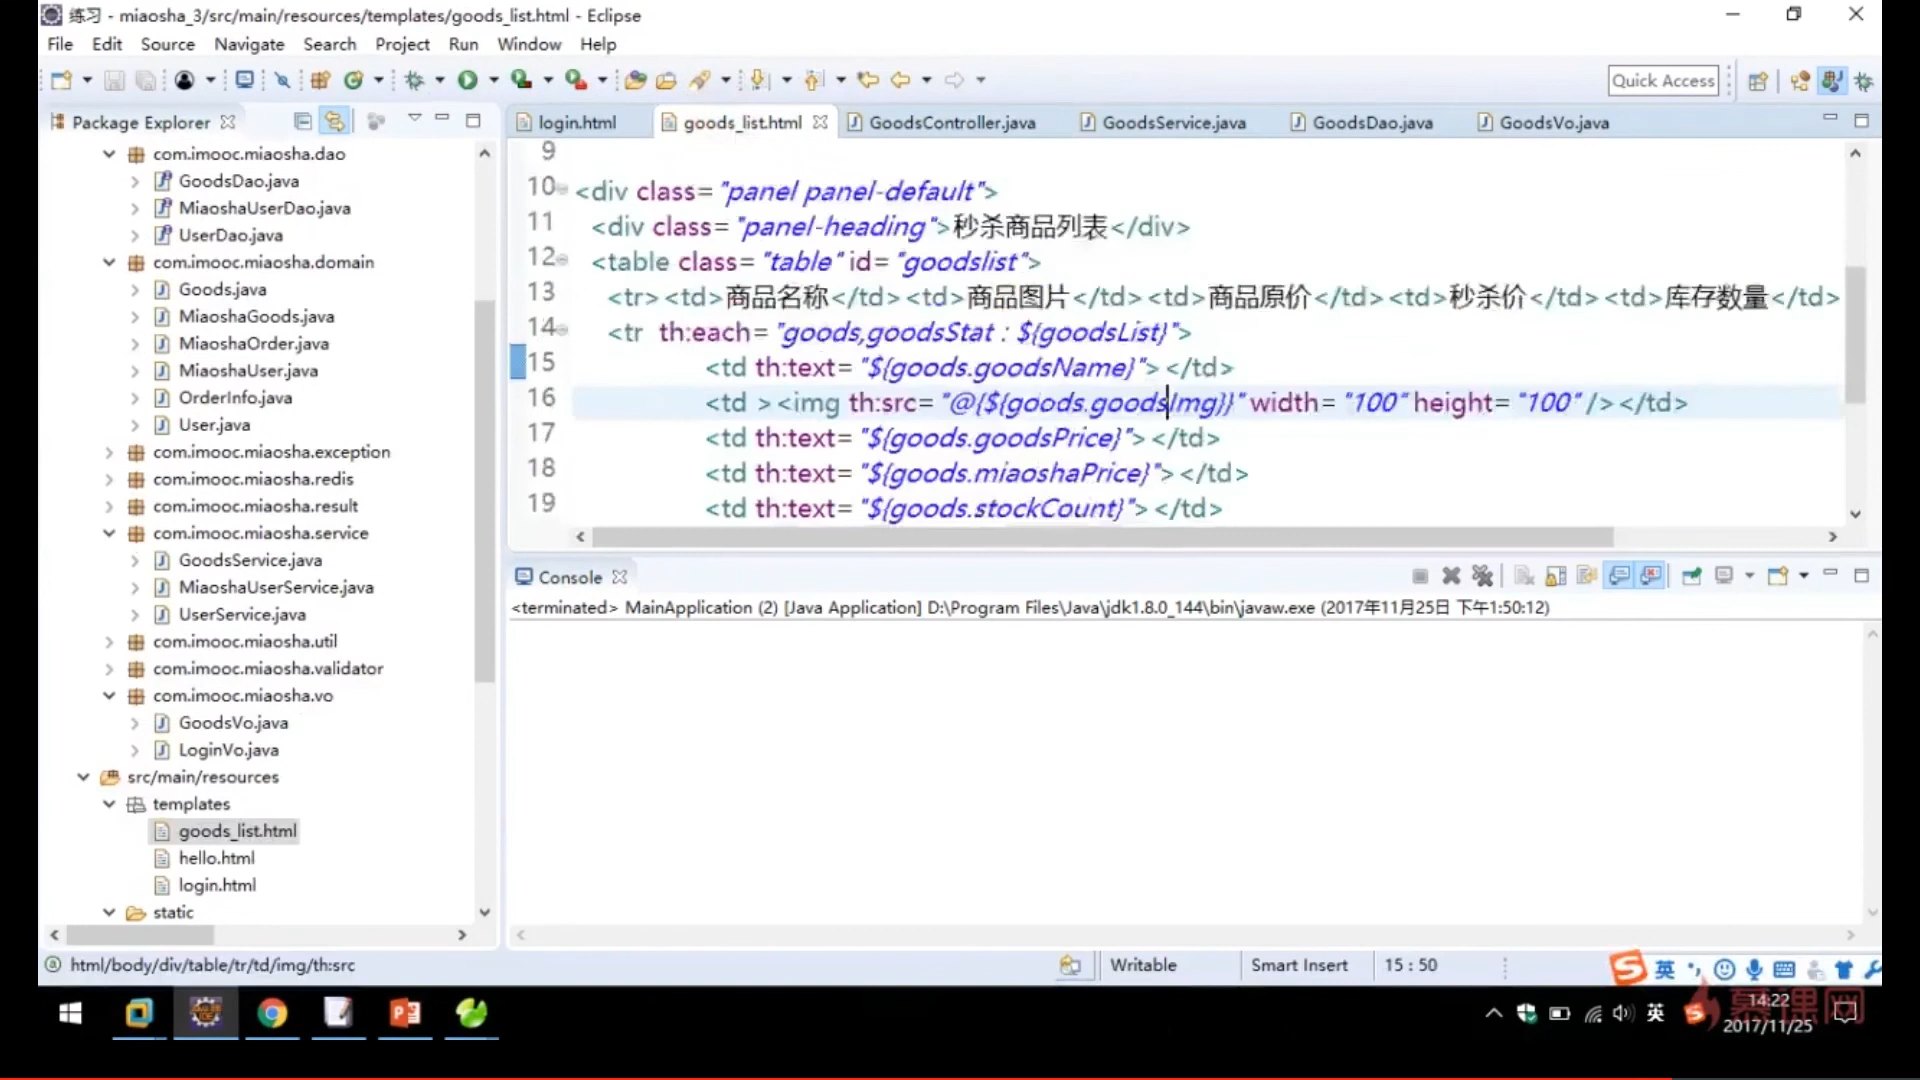 练习 - miaosha_3/src/main/resources/templates/goods_list.html - Eclipse
File Edit Source Navigate Search Project Run Window Help
Quick Access
Package Explorer
login.html goods_list.html GoodsController.java GoodsService.java GoodsDao.java GoodsVo.java
com.imooc.miaosha.dao
GoodsDao.java
MiaoshaUserDao.java
UserDao.java
com.imooc.miaosha.domain
Goods.java
MiaoshaGoods.java
MiaoshaOrder.java
MiaoshaUser.java
OrderInfo.java
User.java
com.imooc.miaosha.exception
com.imooc.miaosha.redis
com.imooc.miaosha.result
com.imooc.miaosha.service
GoodsService.java
MiaoshaUserService.java
UserService.java
com.imooc.miaosha.util
com.imooc.miaosha.validator
com.imooc.miaosha.vo
GoodsVo.java
LoginVo.java
src/main/resources
templates
goods_list.html
hello.html
login.html
static
9
10 <div class="panel panel-default">
11 <div class="panel-heading">秒杀商品列表</div>
12 <table class="table" id="goodslist">
13 <tr><td>商品名称</td><td>商品图片</td><td>商品原价</td><td>秒杀价</td><td>库存数量</td>
14 <tr th:each="goods,goodsStat : ${goodsList}">
15 <td th:text="${goods.goodsName}"></td>
16 <td ><img th:src="@{${goods.goodsImg}}" width="100" height="100" /></td>
17 <td th:text="${goods.goodsPrice}"></td>
18 <td th:text="${goods.miaoshaPrice}"></td>
19 <td th:text="${goods.stockCount}"></td>
Console
<terminated> MainApplication (2) [Java Application] D:\Program Files\Java\jdk1.8.0_144\bin\javaw.exe (2017年11月25日 下午1:50:12)
html/body/div/table/tr/td/img/th:src
Writable Smart Insert 15 : 50
英
英
14:22
2017/11/25
慕课网